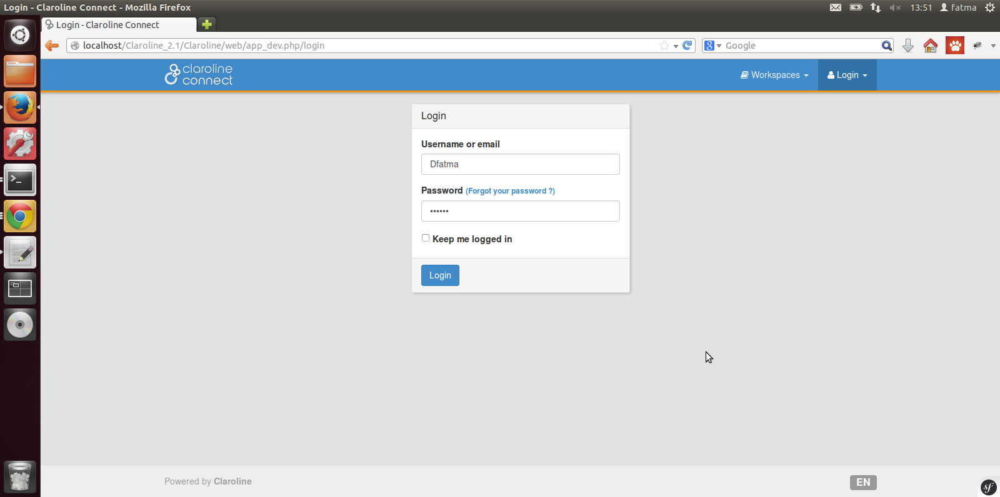 Login - Claroline Connect - Mozilla Firefox
13:51 fatma
Login - Claroline Connect
localhost/Claroline_2.1/Claroline/web/app_dev.php/login
8 Google
claroline
connect
Workspaces
Login
Login
Username or email
Dfatma
Password (Forgot your password ?)
••••••
Keep me logged in
Login
Powered by Claroline
EN
sf